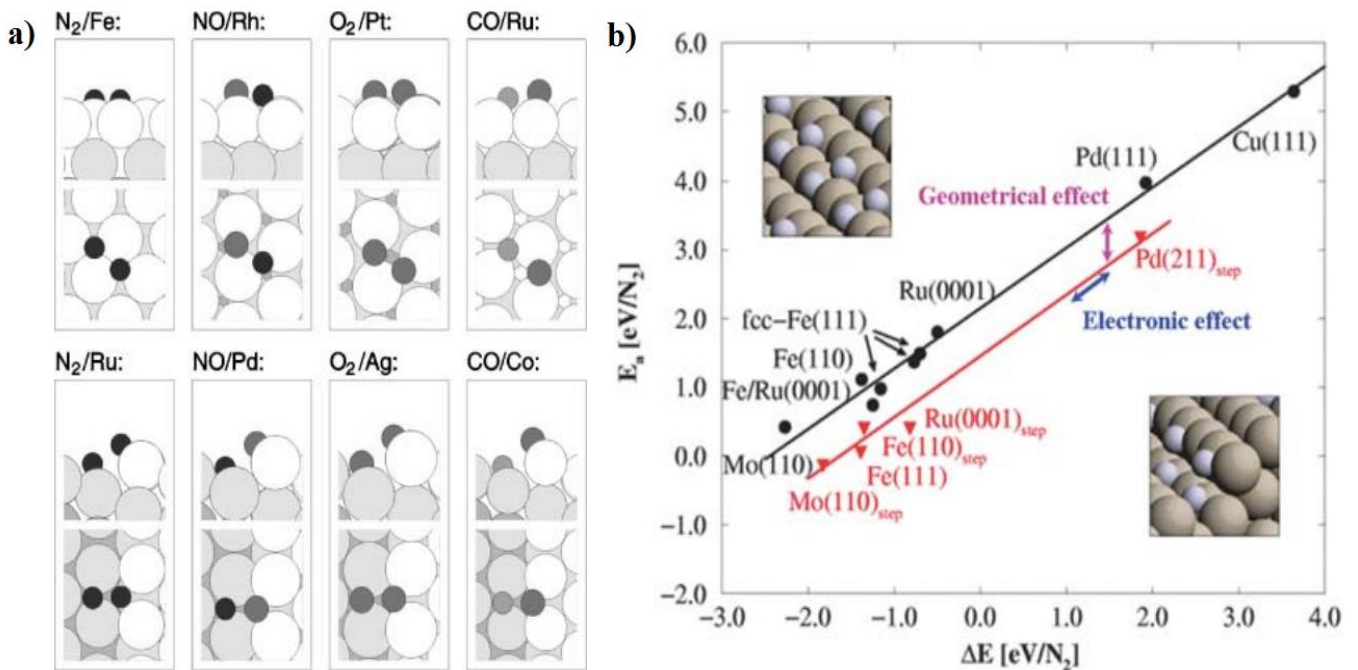 a)
N₂/Fe: NO/Rh: O₂/Pt: CO/Ru:
N₂/Ru: NO/Pd: O₂/Ag: CO/Co:
b)
6.0
5.0
4.0
3.0
2.0
1.0
0.0
−1.0
−2.0
Eₐ [eV/N₂]
Cu(111)
Pd(111)
Geometrical effect
Pd(211)step
Ru(0001)
Electronic effect
fcc−Fe(111)
Fe(110)
Fe/Ru(0001)
Ru(0001)step
Mo(110)
Fe(110)step
Fe(111)
Mo(110)step
−3.0 −2.0 −1.0 0.0 1.0 2.0 3.0 4.0
ΔE [eV/N₂]